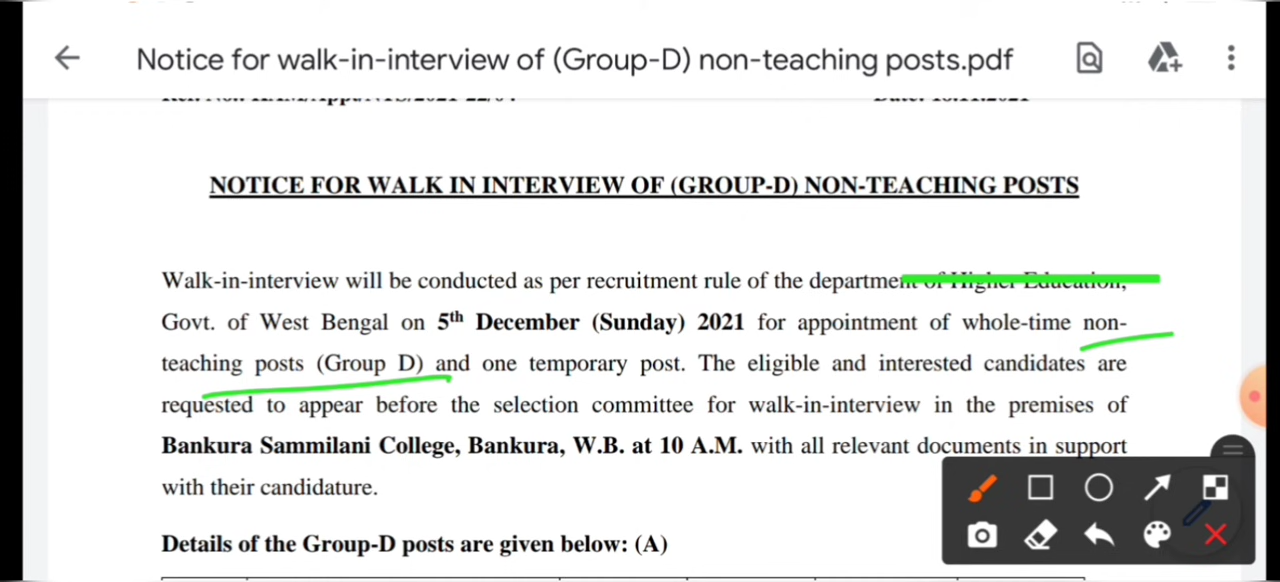 Notice for walk-in-interview of (Group-D) non-teaching posts.pdf
NOTICE FOR WALK IN INTERVIEW OF (GROUP-D) NON-TEACHING POSTS
Walk-in-interview will be conducted as per recruitment rule of the department of Higher Education,
Govt. of West Bengal on 5th December (Sunday) 2021 for appointment of whole-time non-
teaching posts (Group D) and one temporary post. The eligible and interested candidates are
requested to appear before the selection committee for walk-in-interview in the premises of
Bankura Sammilani College, Bankura, W.B. at 10 A.M. with all relevant documents in support
with their candidature.
Details of the Group-D posts are given below: (A)